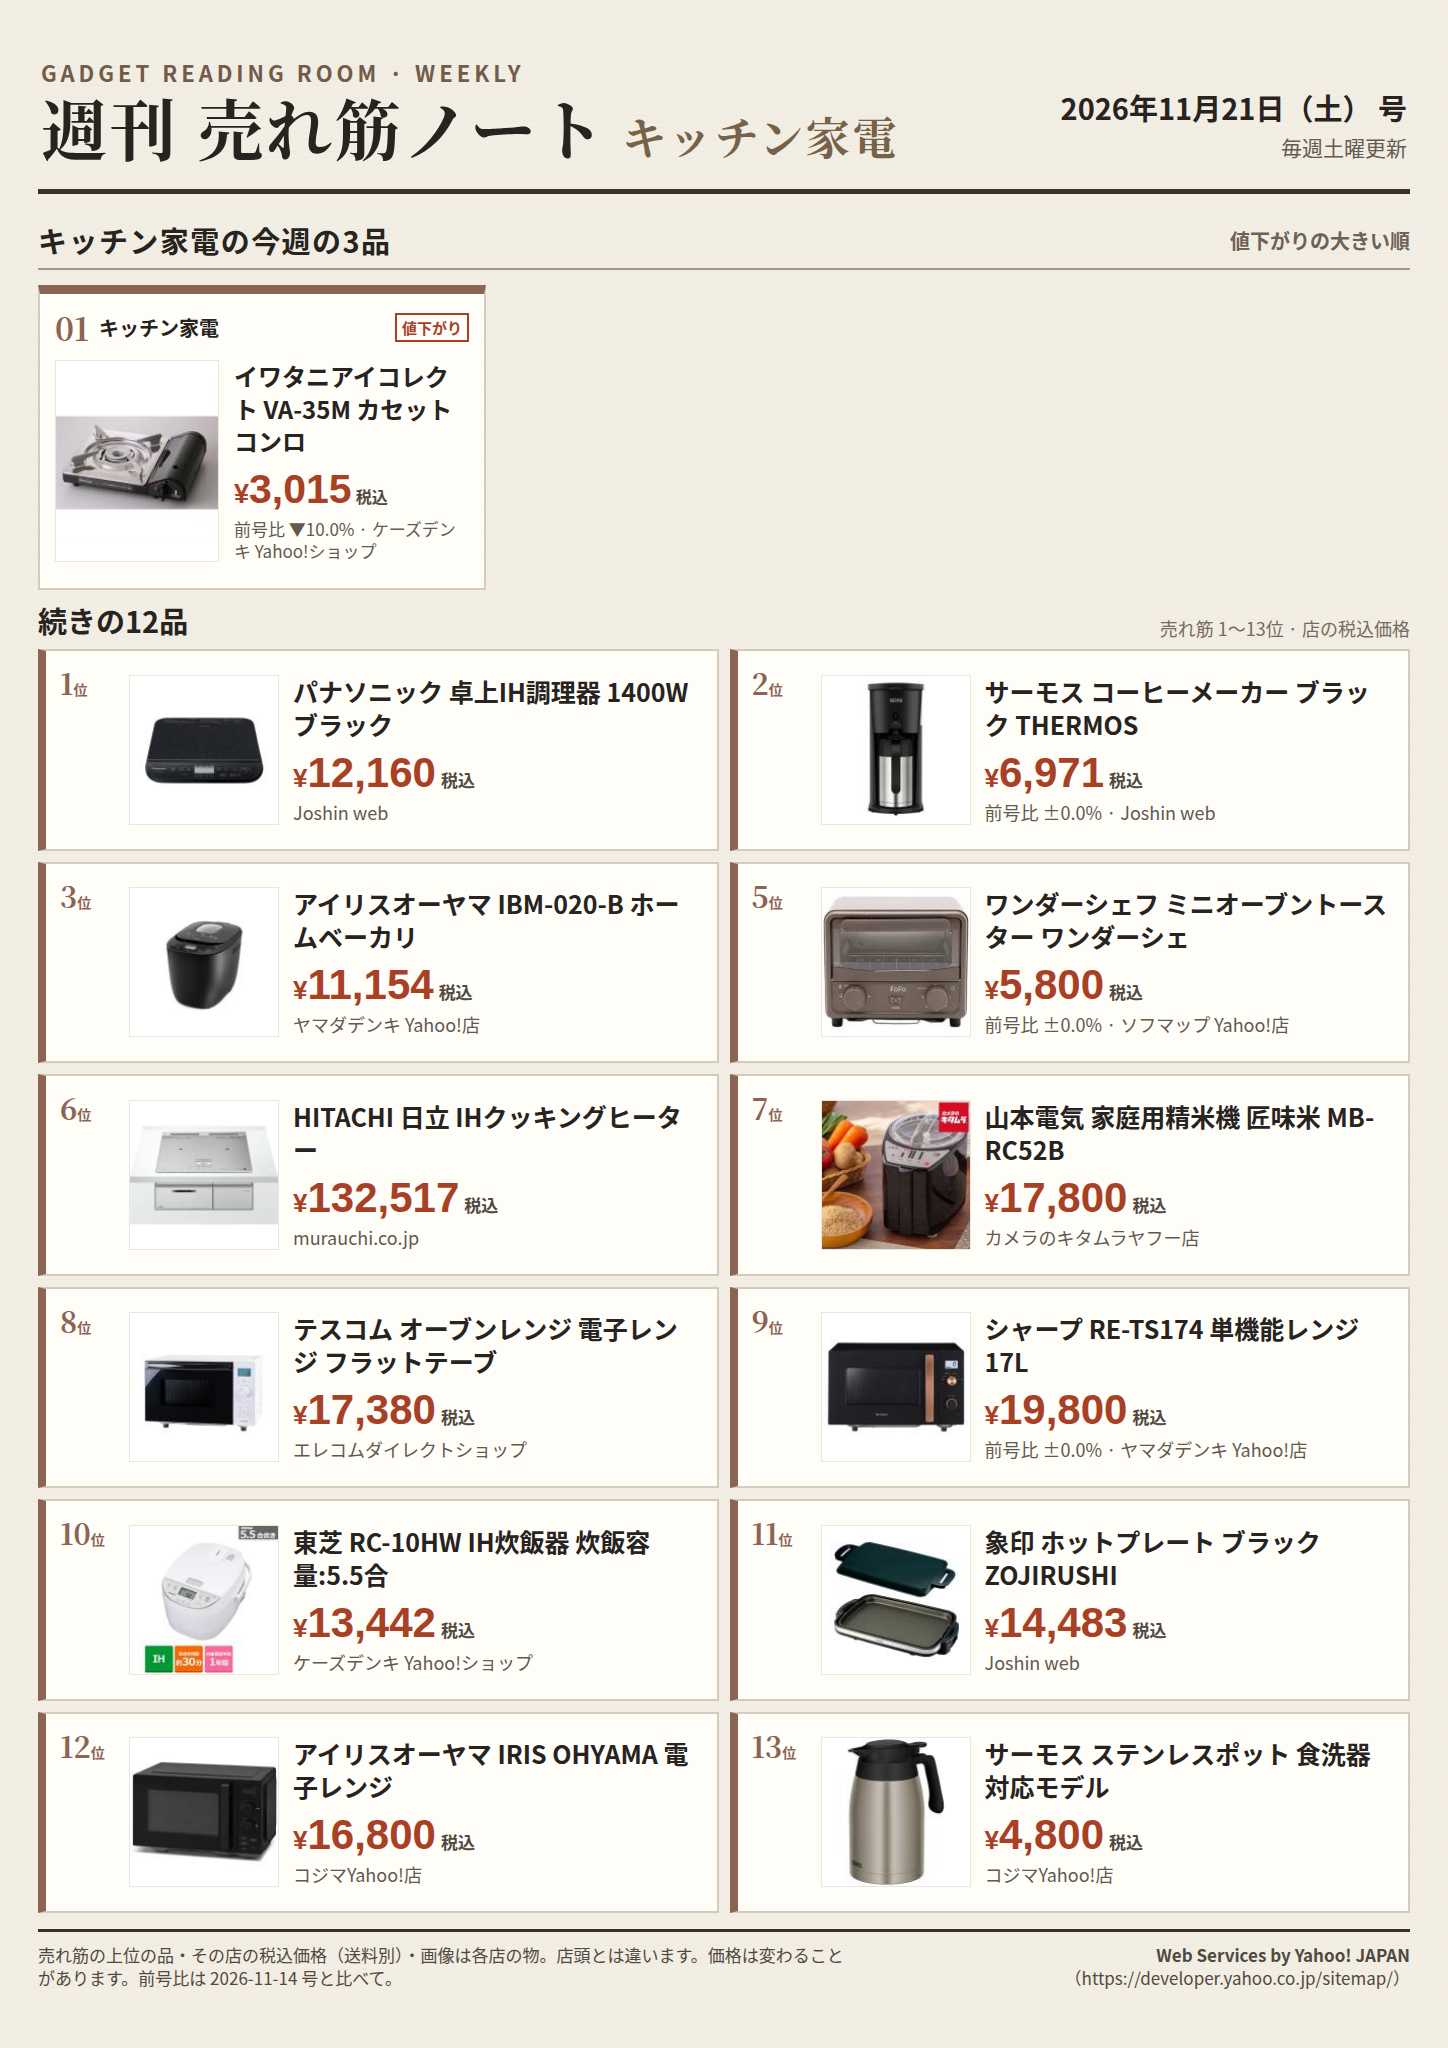 GADGET READING ROOM · WEEKLY
週刊 売れ筋ノート キッチン家電
2026年11月21日（土） 号
毎週土曜更新
キッチン家電の今週の3品
値下がりの大きい順
01 キッチン家電
値下がり
イワタニアイコレク
ト VA-35M カセット
コンロ
¥3,015 税込
前号比 ▼10.0% · ケーズデン
キ Yahoo!ショップ
続きの12品
売れ筋 1〜13位 · 店の税込価格
1位
パナソニック 卓上IH調理器 1400W
ブラック
¥12,160 税込
Joshin web
2位
サーモス コーヒーメーカー ブラッ
ク THERMOS
¥6,971 税込
前号比 ±0.0% · Joshin web
3位
アイリスオーヤマ IBM-020-B ホー
ムベーカリ
¥11,154 税込
ヤマダデンキ Yahoo!店
5位
ワンダーシェフ ミニオーブントース
ター ワンダーシェ
¥5,800 税込
前号比 ±0.0% · ソフマップ Yahoo!店
FoFo
6位
HITACHI 日立 IHクッキングヒータ
ー
¥132,517 税込
murauchi.co.jp
7位
カメラの
キタムラ
山本電気 家庭用精米機 匠味米 MB-
RC52B
¥17,800 税込
カメラのキタムラヤフー店
8位
テスコム オーブンレンジ 電子レン
ジ フラットテーブ
¥17,380 税込
エレコムダイレクトショップ
9位
シャープ RE-TS174 単機能レンジ
17L
¥19,800 税込
前号比 ±0.0% · ヤマダデンキ Yahoo!店
10位
5.5合炊き
IH
約30分
1年間
東芝 RC-10HW IH炊飯器 炊飯容
量:5.5合
¥13,442 税込
ケーズデンキ Yahoo!ショップ
11位
象印 ホットプレート ブラック
ZOJIRUSHI
¥14,483 税込
Joshin web
12位
アイリスオーヤマ IRIS OHYAMA 電
子レンジ
¥16,800 税込
コジマYahoo!店
13位
サーモス ステンレスポット 食洗器
対応モデル
¥4,800 税込
コジマYahoo!店
売れ筋の上位の品・その店の税込価格（送料別）・画像は各店の物。店頭とは違います。価格は変わること
があります。前号比は 2026-11-14 号と比べて。
Web Services by Yahoo! JAPAN
（https://developer.yahoo.co.jp/sitemap/）